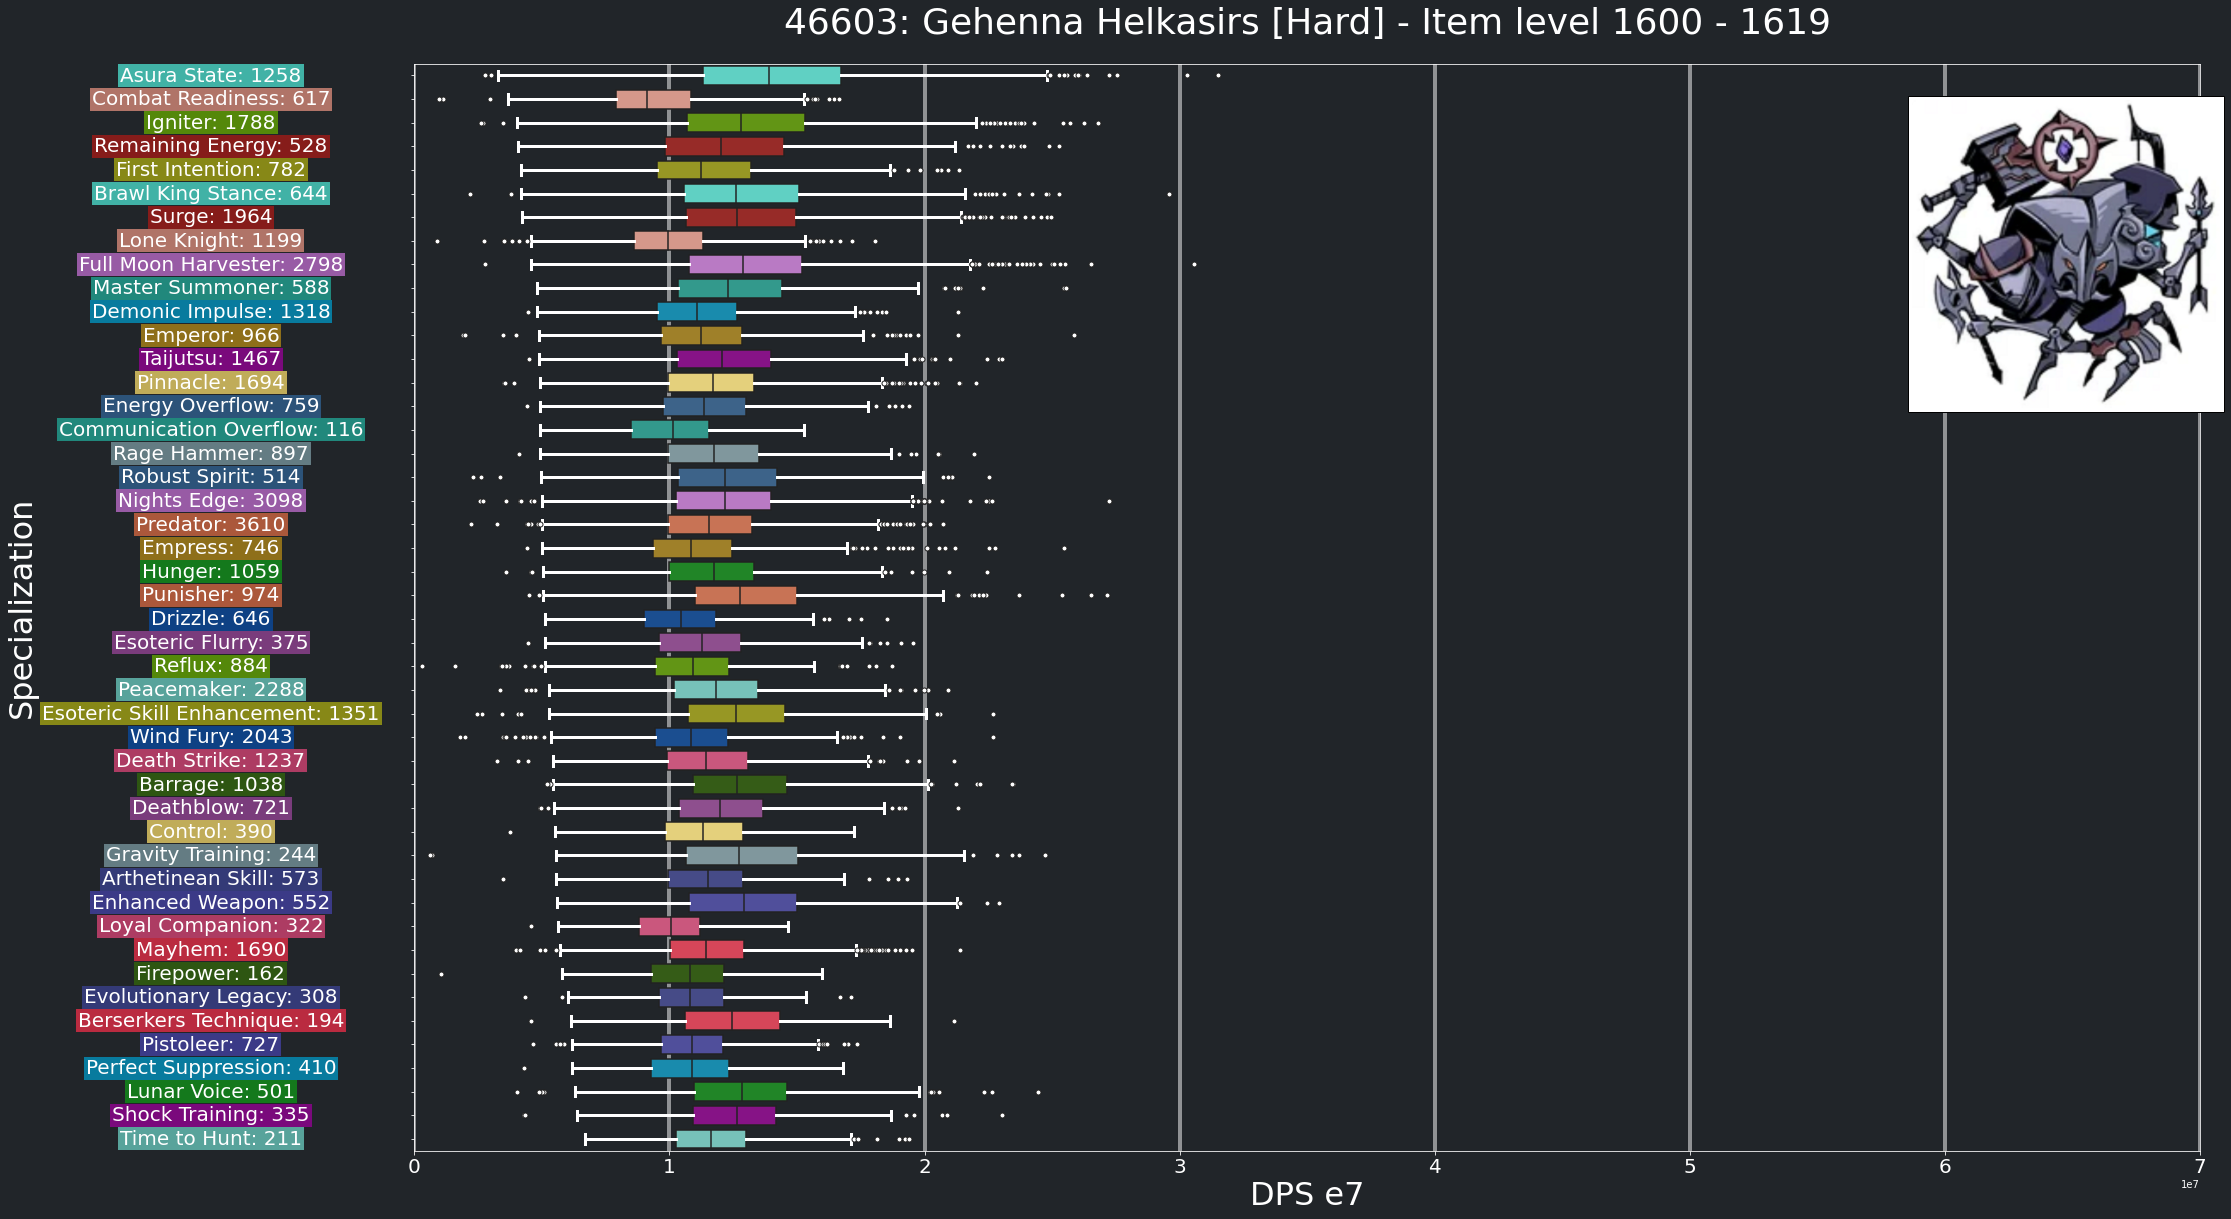 46603: Gehenna Helkasirs [Hard] - Item level 1600 - 1619
Specialization
Asura State: 1258
Combat Readiness: 617
Igniter: 1788
Remaining Energy: 528
First Intention: 782
Brawl King Stance: 644
Surge: 1964
Lone Knight: 1199
Full Moon Harvester: 2798
Master Summoner: 588
Demonic Impulse: 1318
Emperor: 966
Taijutsu: 1467
Pinnacle: 1694
Energy Overflow: 759
Communication Overflow: 116
Rage Hammer: 897
Robust Spirit: 514
Nights Edge: 3098
Predator: 3610
Empress: 746
Hunger: 1059
Punisher: 974
Drizzle: 646
Esoteric Flurry: 375
Reflux: 884
Peacemaker: 2288
Esoteric Skill Enhancement: 1351
Wind Fury: 2043
Death Strike: 1237
Barrage: 1038
Deathblow: 721
Control: 390
Gravity Training: 244
Arthetinean Skill: 573
Enhanced Weapon: 552
Loyal Companion: 322
Mayhem: 1690
Firepower: 162
Evolutionary Legacy: 308
Berserkers Technique: 194
Pistoleer: 727
Perfect Suppression: 410
Lunar Voice: 501
Shock Training: 335
Time to Hunt: 211
0 1 2 3 4 5 6 7
1e7
DPS e7